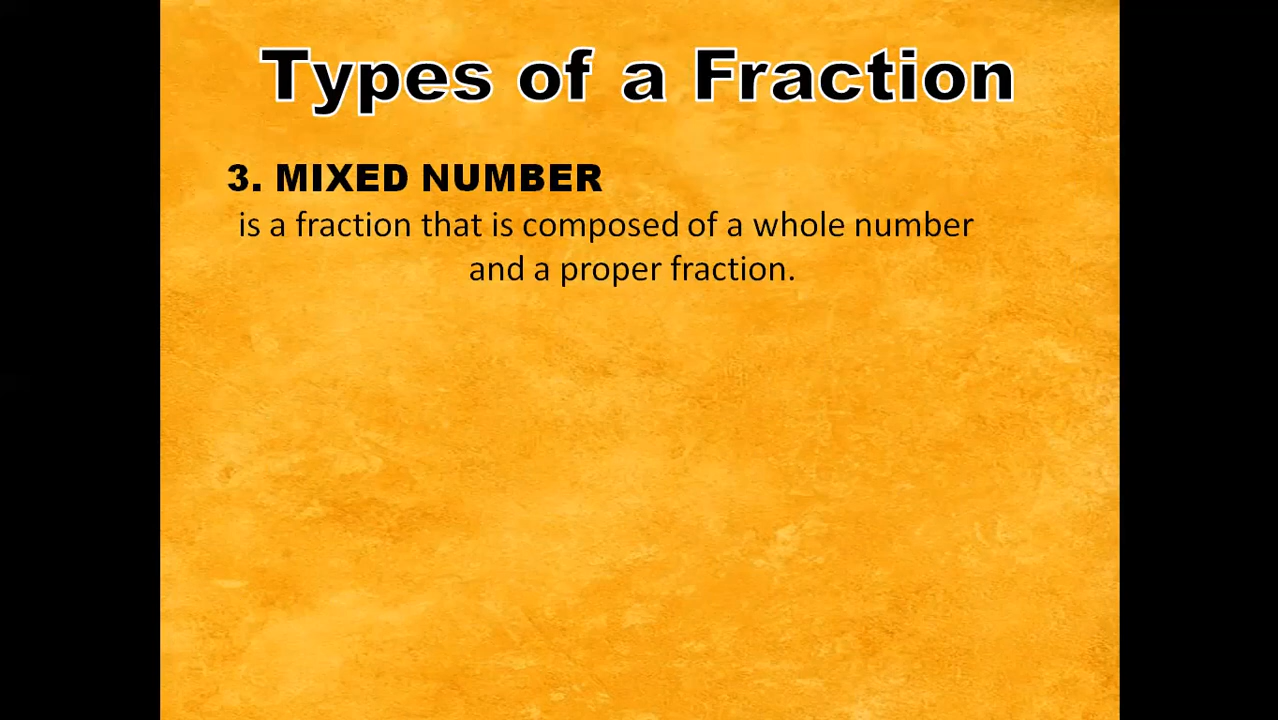 Types of a Fraction
3. MIXED NUMBER
is a fraction that is composed of a whole number
and a proper fraction.